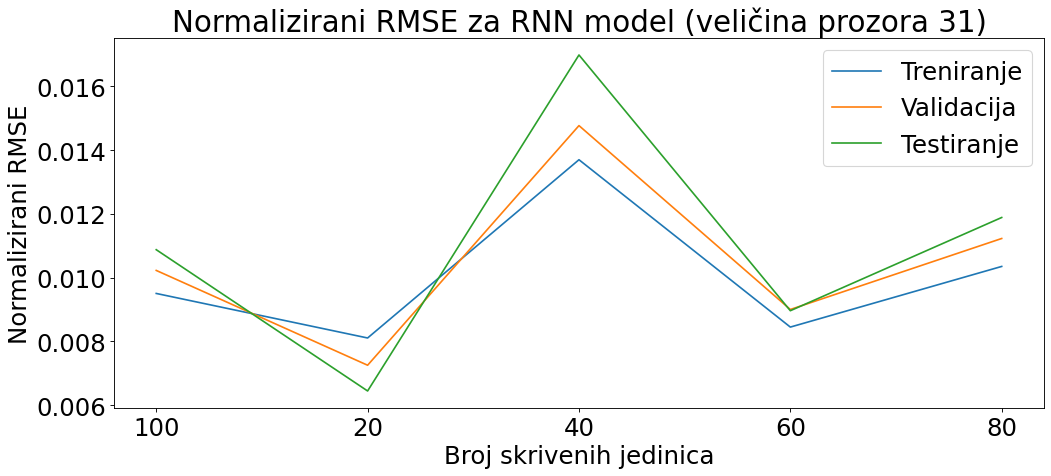 Normalizirani RMSE za RNN model (veličina prozora 31)
Treniranje
Validacija
Testiranje
Normalizirani RMSE
0.016
0.014
0.012
0.010
0.008
0.006
100 20 40 60 80
Broj skrivenih jedinica